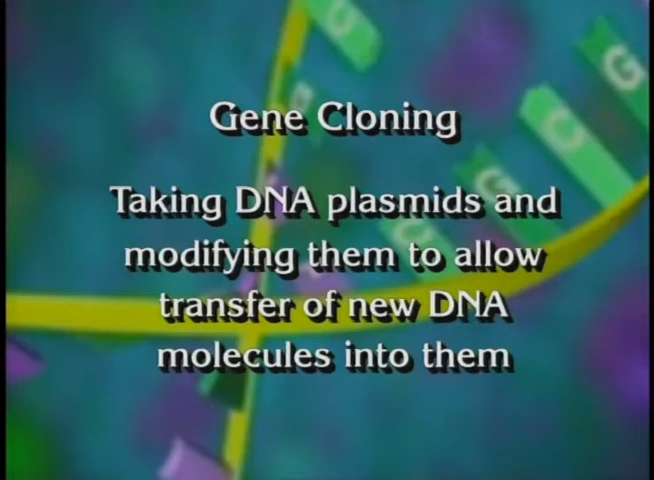 Gene Cloning
Taking DNA plasmids and
modifying them to allow
transfer of new DNA
molecules into them
G
C
G